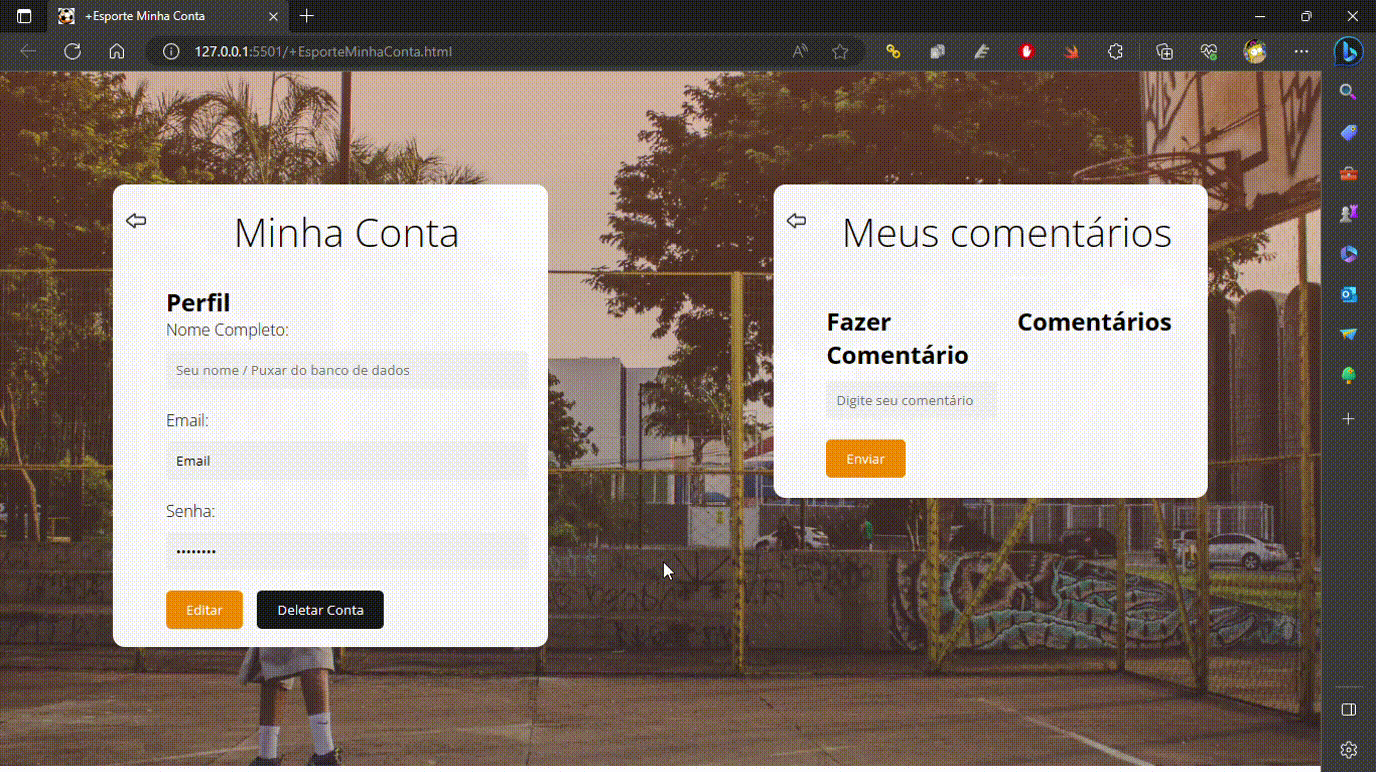 +Esporte Minha Conta
127.0.0.1:5501/+EsporteMinhaConta.html
Minha Conta
Perfil
Nome Completo:
Seu nome / Puxar do banco de dados
Email:
Email
Senha:
••••••••
Editar
Deletar Conta
Meus comentários
Fazer
Comentário
Comentários
Digite seu comentário
Enviar